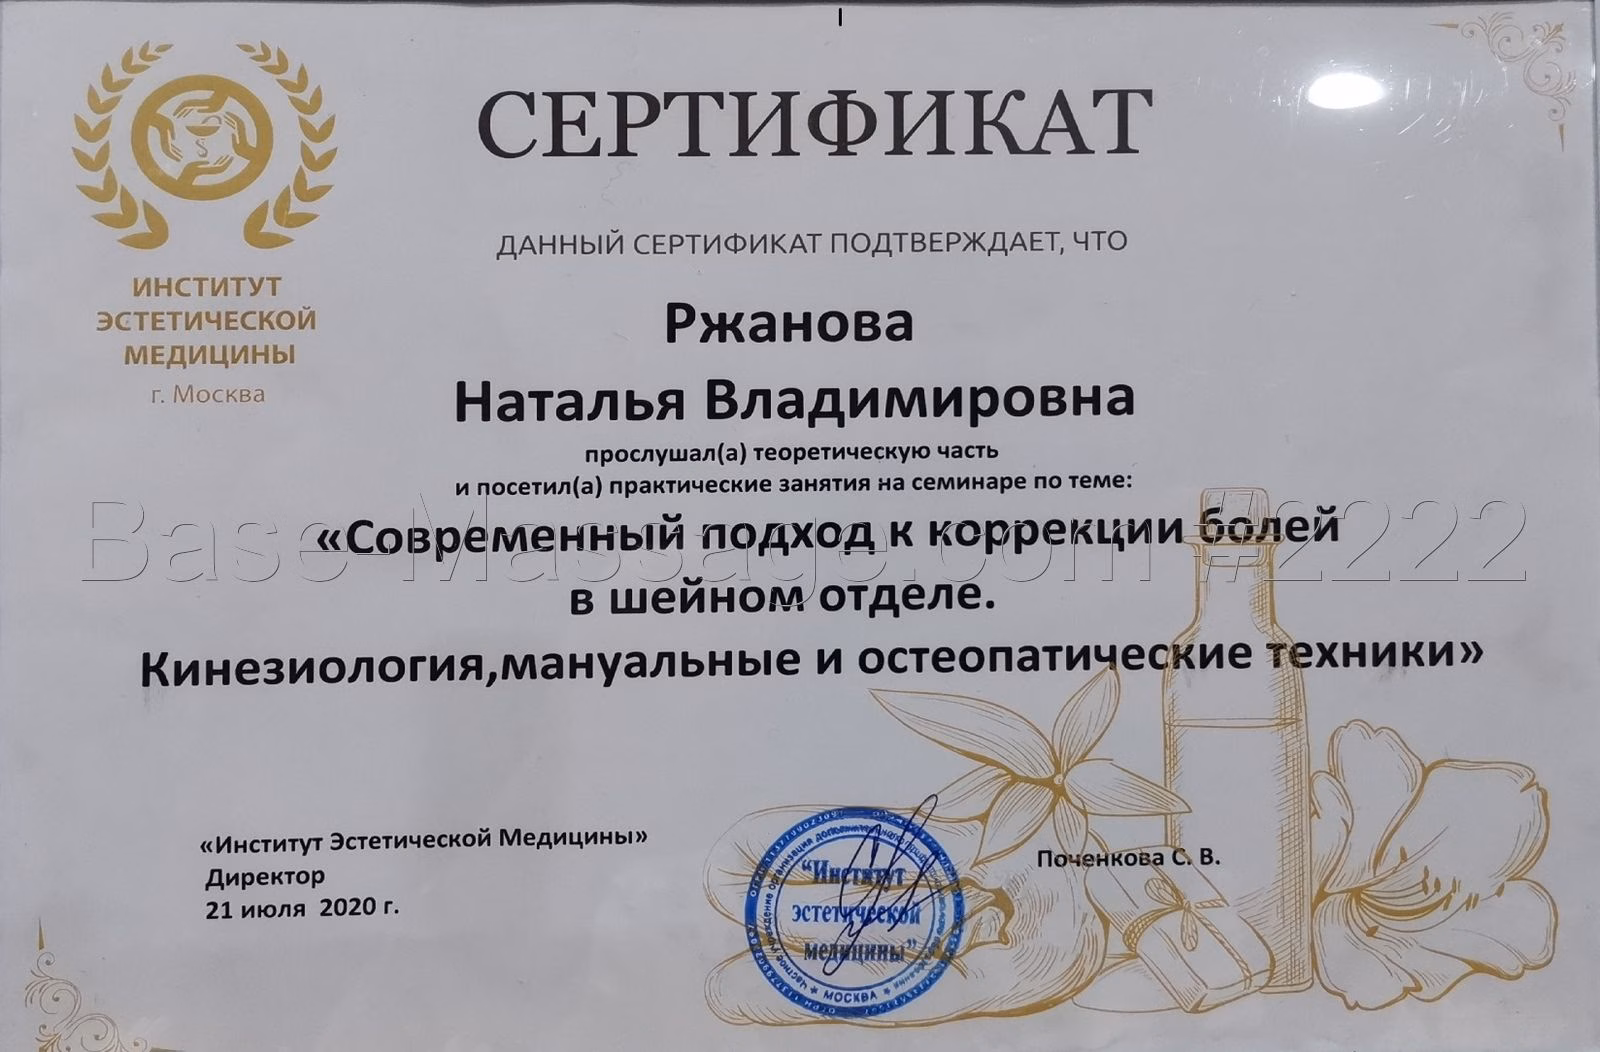 СЕРТИФИКАТ
ДАННЫЙ СЕРТИФИКАТ ПОДТВЕРЖДАЕТ, ЧТО
ИНСТИТУТ
ЭСТЕТИЧЕСКОЙ
МЕДИЦИНЫ
г. Москва
Ржанова
Наталья Владимировна
прослушал(а) теоретическую часть
и посетил(а) практические занятия на семинаре по теме:
«Современный подход к коррекции болей
в шейном отделе.
Кинезиология,мануальные и остеопатические техники»
Base-Massage.com #2222
«Институт Эстетической Медицины»
Директор
21 июля 2020 г.
Поченкова С. В.
"Институт
эстетической
медицины"
* МОСКВА *